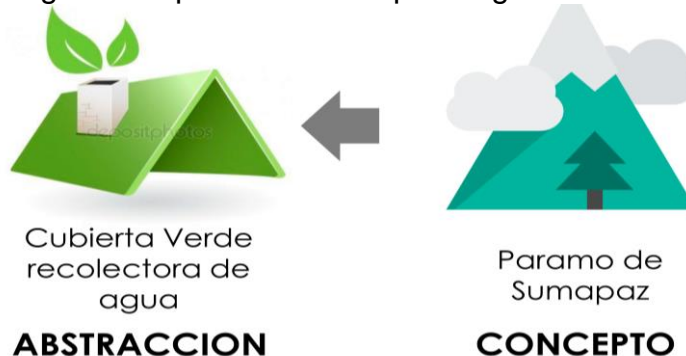 depositphotos
Cubierta Verde
recolectora de
agua
ABSTRACCION
Paramo de
Sumapaz
CONCEPTO